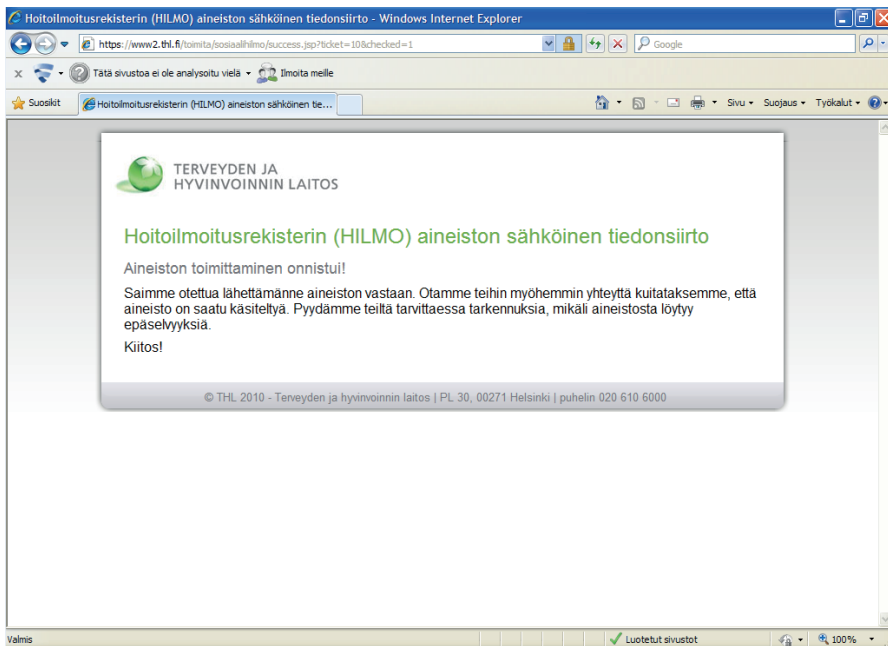 Hoitoilmoitusrekisterin (HILMO) aineiston sähköinen tiedonsiirto - Windows Internet Explorer
https://www2.thl.fi/toimita/sosiaalihilmo/success.jsp?ticket=10&checked=1
Google
x Tätä sivustoa ei ole analysoitu vielä Ilmoita meille
Suosikit Hoitoilmoitusrekisterin (HILMO) aineiston sähköinen tie... Sivu Suojaus Työkalut
TERVEYDEN JA
HYVINVOINNIN LAITOS
Hoitoilmoitusrekisterin (HILMO) aineiston sähköinen tiedonsiirto
Aineiston toimittaminen onnistui!
Saimme otettua lähettämänne aineiston vastaan. Otamme teihin myöhemmin yhteyttä kuitataksemme, että
aineisto on saatu käsiteltyä. Pyydämme teiltä tarvittaessa tarkennuksia, mikäli aineistosta löytyy
epäselvyyksiä.
Kiitos!
© THL 2010 - Terveyden ja hyvinvoinnin laitos | PL 30, 00271 Helsinki | puhelin 020 610 6000
Valmis Luotetut sivustot 100%